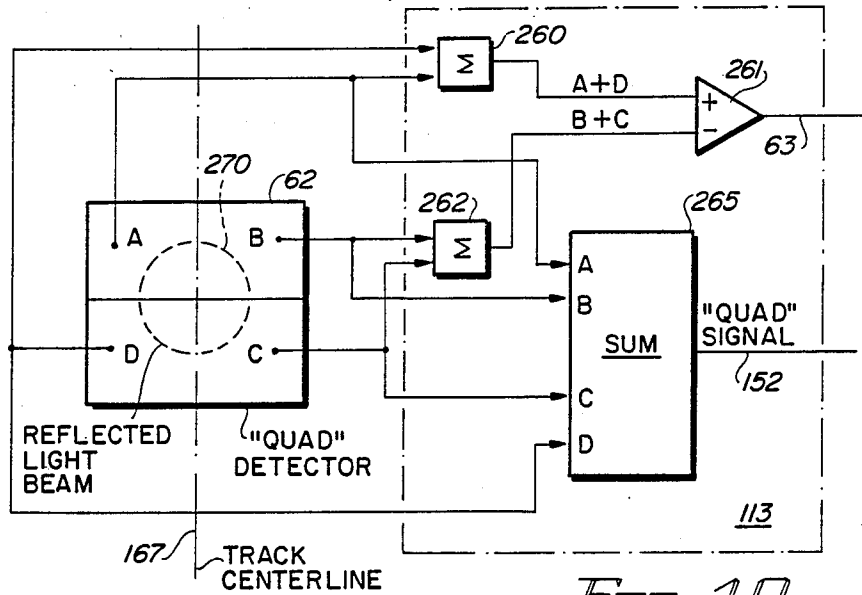 260
Σ
A+D
261
+
B+C
−
63
270
62
262
Σ
265
A
B
A
B
"QUAD"
SIGNAL
SUM
D
C
C
152
D
REFLECTED
LIGHT
BEAM
"QUAD"
DETECTOR
113
167
TRACK
CENTERLINE